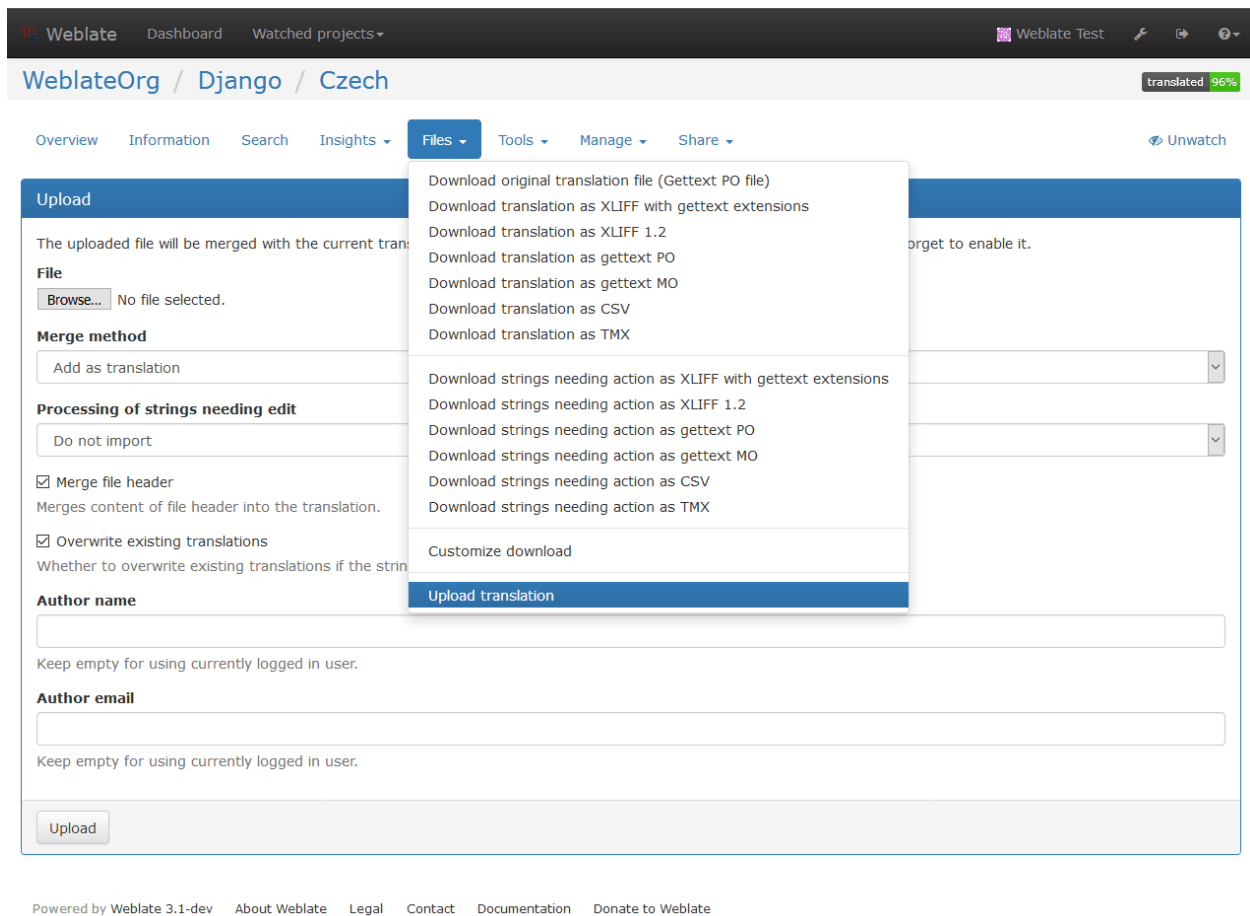 Weblate Dashboard Watched projects Weblate Test
WeblateOrg / Django / Czech translated 96%
Overview Information Search Insights Files Tools Manage Share Unwatch
Upload
The uploaded file will be merged with the current
orget to enable it.
File
Browse... No file selected.
Merge method
Add as translation
Processing of strings needing edit
Do not import
Merge file header
Merges content of file header into the translation.
Overwrite existing translations
Whether to overwrite existing translations if the
Author name
Keep empty for using currently logged in user.
Author email
Keep empty for using currently logged in user.
Upload
Download original translation file (Gettext PO file)
Download translation as XLIFF with gettext extensions
Download translation as XLIFF 1.2
Download translation as gettext PO
Download translation as gettext MO
Download translation as CSV
Download translation as TMX
Download strings needing action as XLIFF with gettext extensions
Download strings needing action as XLIFF 1.2
Download strings needing action as gettext PO
Download strings needing action as gettext MO
Download strings needing action as CSV
Download strings needing action as TMX
Customize download
Upload translation
Powered by Weblate 3.1-dev About Weblate Legal Contact Documentation Donate to Weblate